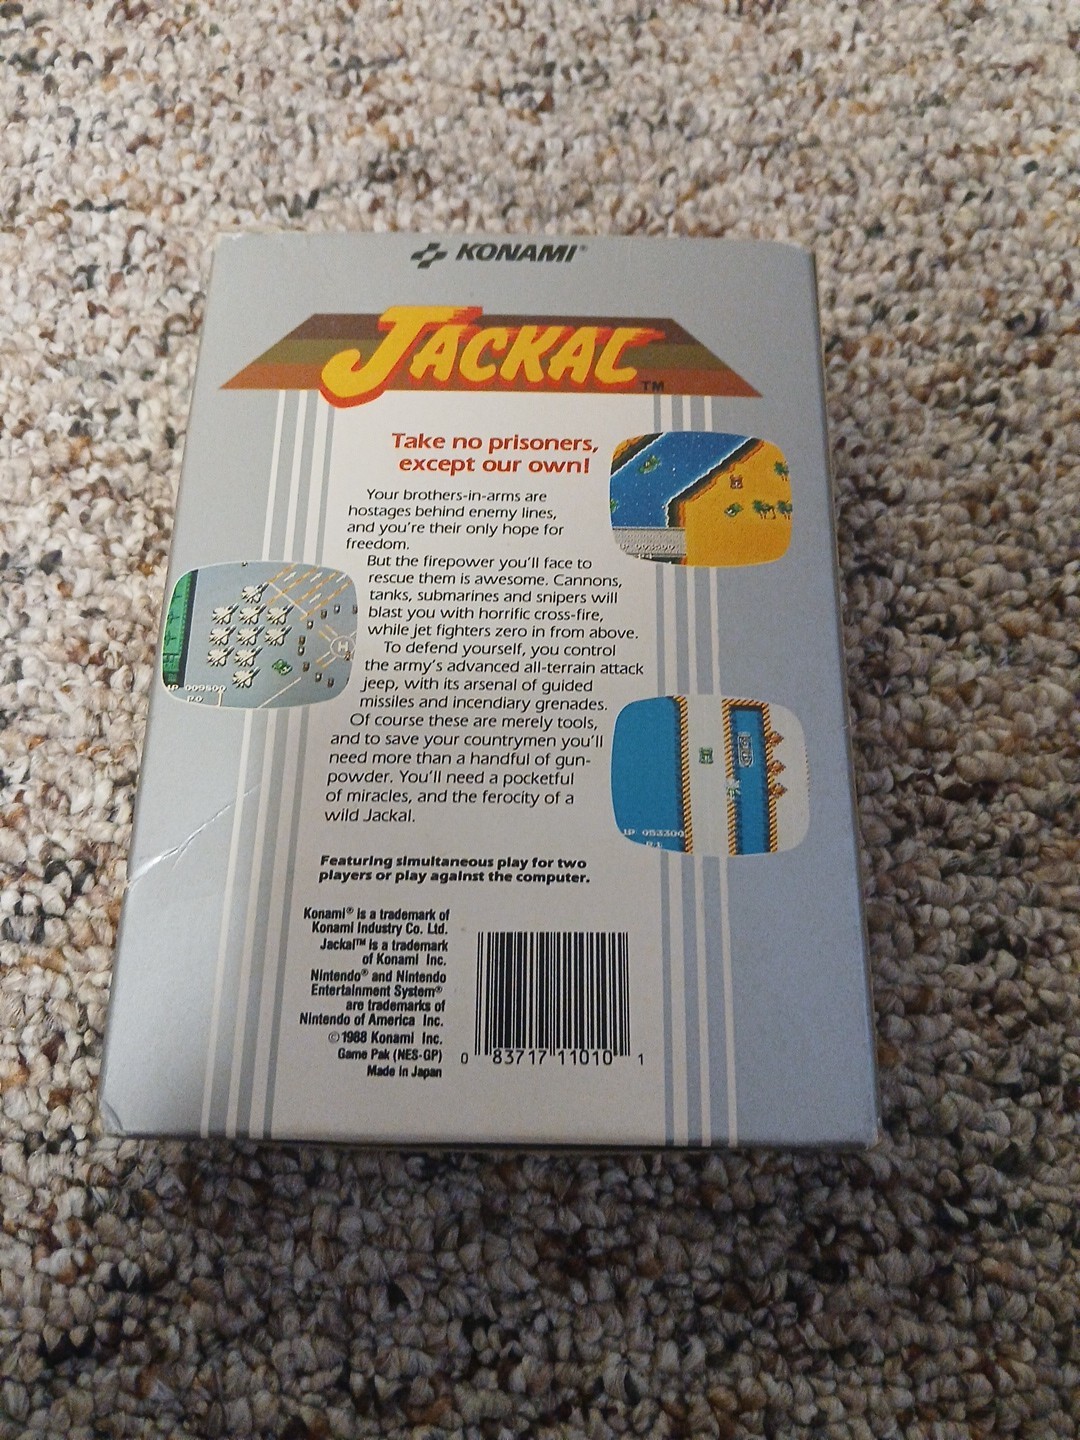 KONAMI®
JACKAL™
Take no prisoners,
except our own!
Your brothers-in-arms are
hostages behind enemy lines,
and you're their only hope for
freedom.
But the firepower you'll face to
rescue them is awesome. Cannons,
tanks, submarines and snipers will
blast you with horrific cross-fire,
while jet fighters zero in from above.
To defend yourself, you control
the army's advanced all-terrain attack
jeep, with its arsenal of guided
missiles and incendiary grenades.
Of course these are merely tools,
and to save your countrymen you'll
need more than a handful of gun-
powder. You'll need a pocketful
of miracles, and the ferocity of a
wild Jackal.
H
1P 009500
1P 053300
Featuring simultaneous play for two
players or play against the computer.
Konami® is a trademark of
Konami Industry Co. Ltd.
Jackal™ is a trademark
of Konami Inc.
Nintendo® and Nintendo
Entertainment System®
are trademarks of
Nintendo of America Inc.
©1988 Konami Inc.
Game Pak (NES-GP)
Made in Japan
0 83717 11010 1